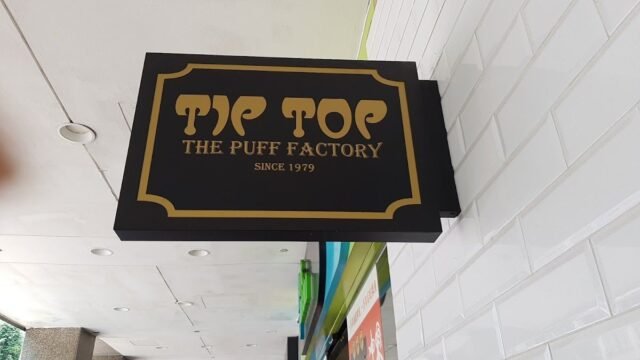 TIP TOP
THE PUFF FACTORY
SINCE 1979